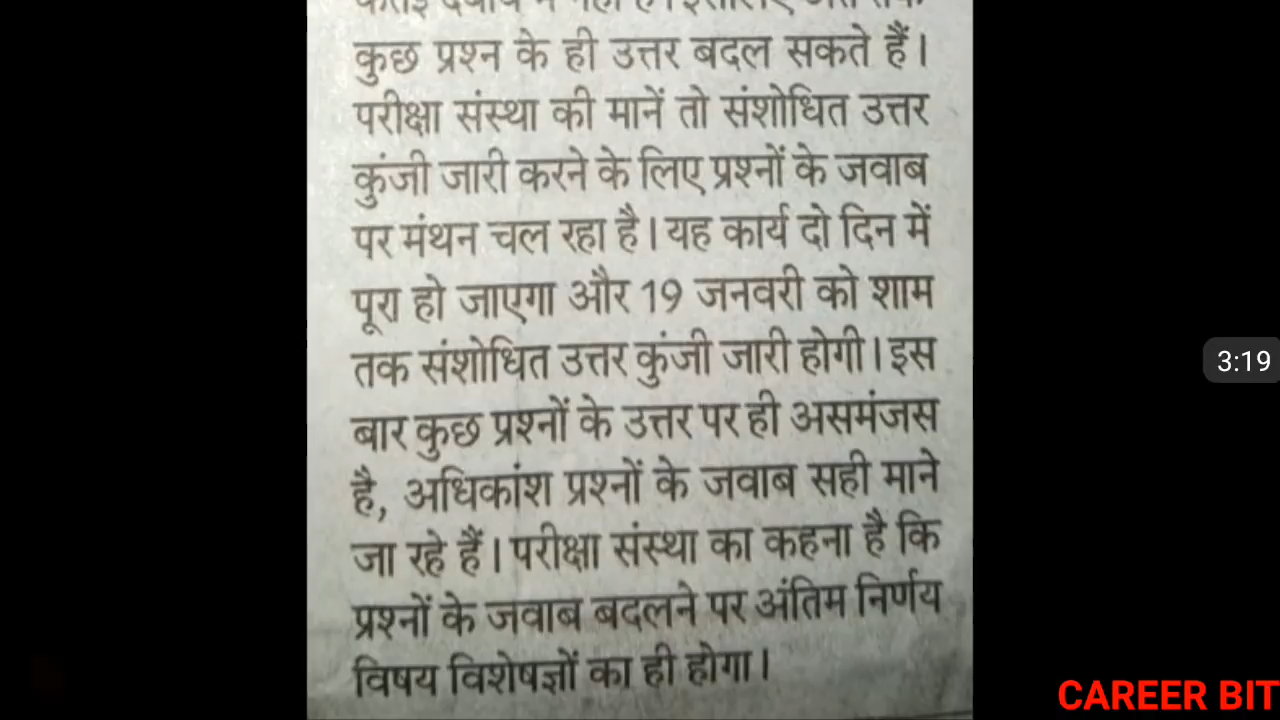 कुछ प्रश्न के ही उत्तर बदल सकते हैं।
परीक्षा संस्था की मानें तो संशोधित उत्तर
कुंजी जारी करने के लिए प्रश्नों के जवाब
पर मंथन चल रहा है। यह कार्य दो दिन में
पूरा हो जाएगा और 19 जनवरी को शाम
तक संशोधित उत्तर कुंजी जारी होगी। इस
बार कुछ प्रश्नों के उत्तर पर ही असमंजस
है, अधिकांश प्रश्नों के जवाब सही माने
जा रहे हैं। परीक्षा संस्था का कहना है कि
प्रश्नों के जवाब बदलने पर अंतिम निर्णय
विषय विशेषज्ञों का ही होगा।
3:19
CAREER BIT